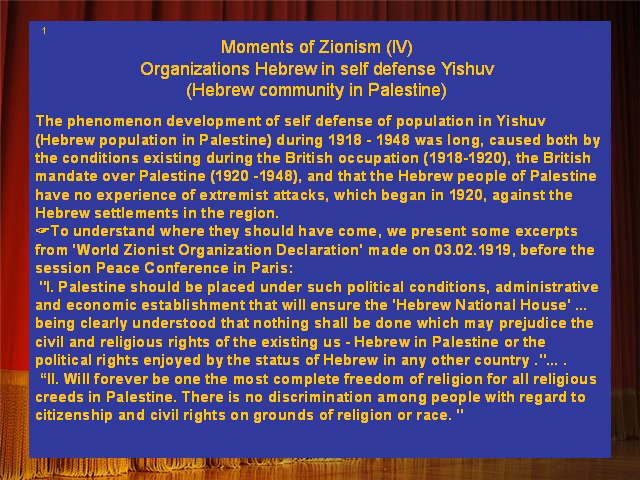 1
Moments of Zionism (IV)
Organizations Hebrew in self defense Yishuv
(Hebrew community in Palestine)
The phenomenon development of self defense of population in Yishuv
(Hebrew population in Palestine) during 1918 - 1948 was long, caused both by
the conditions existing during the British occupation (1918-1920), the British
mandate over Palestine (1920 -1948), and that the Hebrew people of Palestine
have no experience of extremist attacks, which began in 1920, against the
Hebrew settlements in the region.
☞To understand where they should have come, we present some excerpts
from 'World Zionist Organization Declaration' made on 03.02.1919, before the
session Peace Conference in Paris:
"I. Palestine should be placed under such political conditions, administrative
and economic establishment that will ensure the 'Hebrew National House' ...
being clearly understood that nothing shall be done which may prejudice the
civil and religious rights of the existing us - Hebrew in Palestine or the
political rights enjoyed by the status of Hebrew in any other country ."... .
“II. Will forever be one the most complete freedom of religion for all religious
creeds in Palestine. There is no discrimination among people with regard to
citizenship and civil rights on grounds of religion or race. "